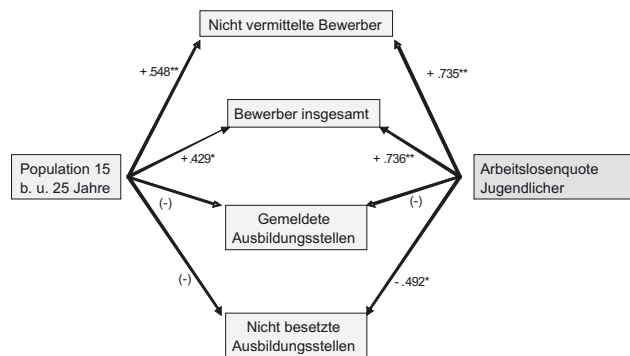 Nicht vermittelte Bewerber
+ .548**
+ .735**
Bewerber insgesamt
+.429*
+ .736**
Population 15
b. u. 25 Jahre
Arbeitslosenquote
Jugendlicher
(-)
(-)
Gemeldete
Ausbildungsstellen
(-)
- .492*
Nicht besetzte
Ausbildungsstellen